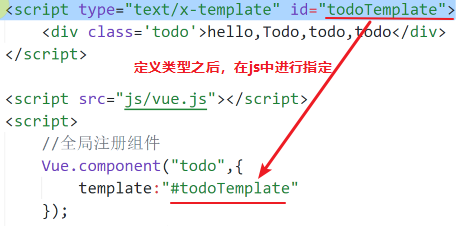 <script type="text/x-template" id="todoTemplate">
<div class='todo'>hello,Todo,todo,todo</div>
</script>
定义类型之后，在js中进行指定
<script src="js/vue.js"></script>
<script>
//全局注册组件
Vue.component("todo",{
template:"#todoTemplate"
});